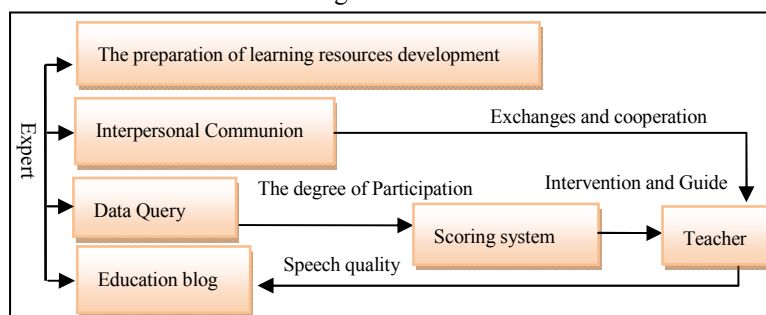 The preparation of learning resources development
Expert
Interpersonal Communion
Exchanges and cooperation
The degree of Participation
Intervention and Guide
Data Query
Scoring system
Teacher
Speech quality
Education blog